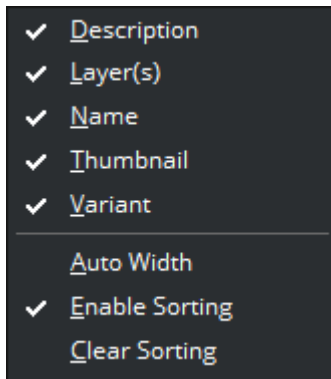 Description
Layer(s)
Name
Thumbnail
Variant
Auto Width
Enable Sorting
Clear Sorting